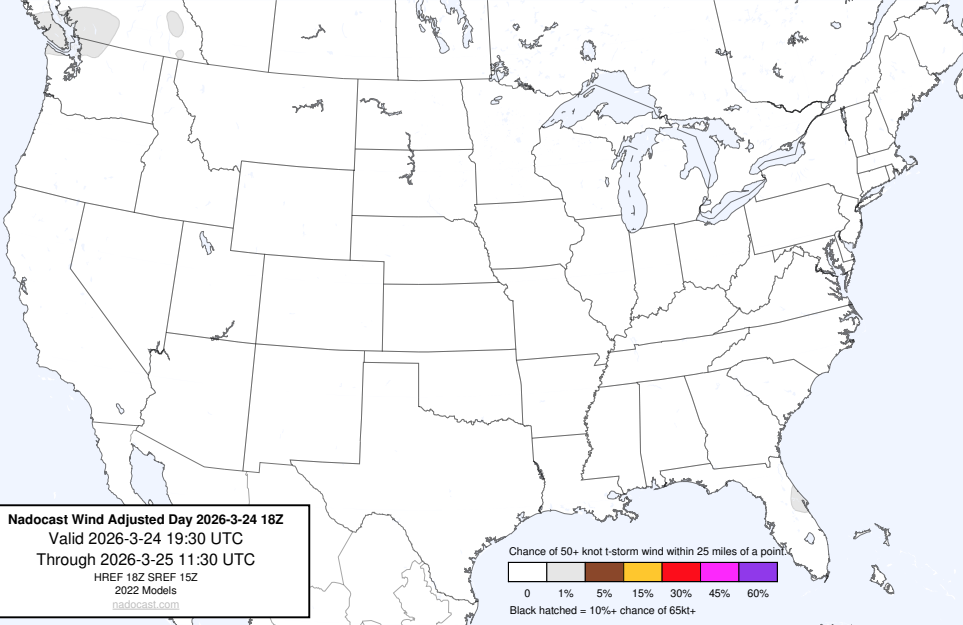 Nadocast Wind Adjusted Day 2026-3-24 18Z
Valid 2026-3-24 19:30 UTC
Through 2026-3-25 11:30 UTC
HREF 18Z SREF 15Z
2022 Models
nadocast.com
Chance of 50+ knot t-storm wind within 25 miles of a point.
0 1% 5% 15% 30% 45% 60%
Black hatched = 10%+ chance of 65kt+